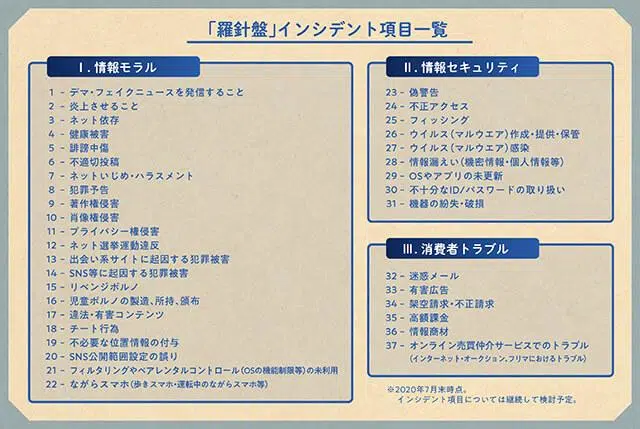 「羅針盤」インシデント項目一覧
Ⅰ. 情報モラル
1 - デマ・フェイクニュースを発信すること
2 - 炎上させること
3 - ネット依存
4 - 健康被害
5 - 誹謗中傷
6 - 不適切投稿
7 - ネットいじめ・ハラスメント
8 - 犯罪予告
9 - 著作権侵害
10 - 肖像権侵害
11 - プライバシー権侵害
12 - ネット選挙運動違反
13 - 出会い系サイトに起因する犯罪被害
14 - SNS等に起因する犯罪被害
15 - リベンジポルノ
16 - 児童ポルノの製造、所持、頒布
17 - 違法・有害コンテンツ
18 - チート行為
19 - 不必要な位置情報の付与
20 - SNS公開範囲設定の誤り
21 - フィルタリングやペアレンタルコントロール(OSの機能制限等)の未利用
22 - ながらスマホ(歩きスマホ・運転中のながらスマホ等)
Ⅱ. 情報セキュリティ
23 - 偽警告
24 - 不正アクセス
25 - フィッシング
26 - ウイルス(マルウエア)作成・提供・保管
27 - ウイルス(マルウエア)感染
28 - 情報漏えい(機密情報・個人情報等)
29 - OSやアプリの未更新
30 - 不十分なID/パスワードの取り扱い
31 - 機器の紛失・破損
Ⅲ. 消費者トラブル
32 - 迷惑メール
33 - 有害広告
34 - 架空請求・不正請求
35 - 高額課金
36 - 情報商材
37 - オンライン売買仲介サービスでのトラブル
(インターネット・オークション、フリマにおけるトラブル)
※2020年7月末時点。
インシデント項目については継続して検討予定。